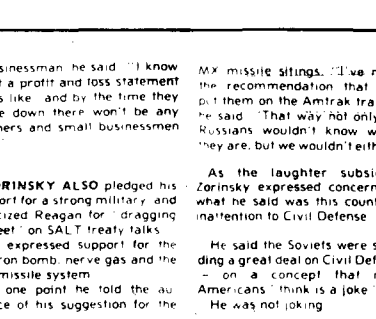 sinessman he said "I know
t a profit and loss statement
s like and by the time they
e down there won't be any
ers and small businessmen
ORINSKY ALSO pledged his
ort for a strong military and
cized Reagan for "dragging
eet" on SALT treaty talks
expressed support for the
ron bomb, nerve gas and the
missile system
one point he told the au
ce of his suggestion for the
MX missile sitings. "I've
the recommendation that
put them on the Amtrak tra
he said "That way not only
Russians wouldn't know w
they are, but we wouldn't eith
As the laughter subsi
Zorinsky expressed concern
what he said was this count
inattention to Civil Defense
He said the Soviets were s
ding a great deal on Civil Def
– on a concept that
Americans "think is a joke"
He was not joking